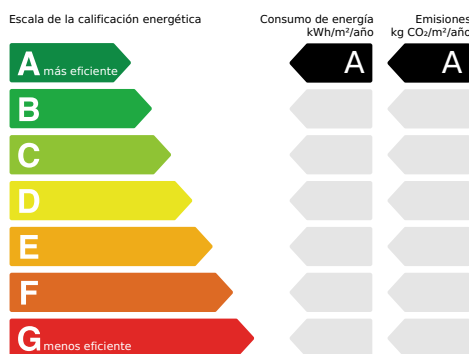 Escala de la calificación energética
Consumo de energía
kWh/m²/año
Emisiones
kg CO₂/m²/año
A más eficiente
A
A
B
C
D
E
F
G menos eficiente